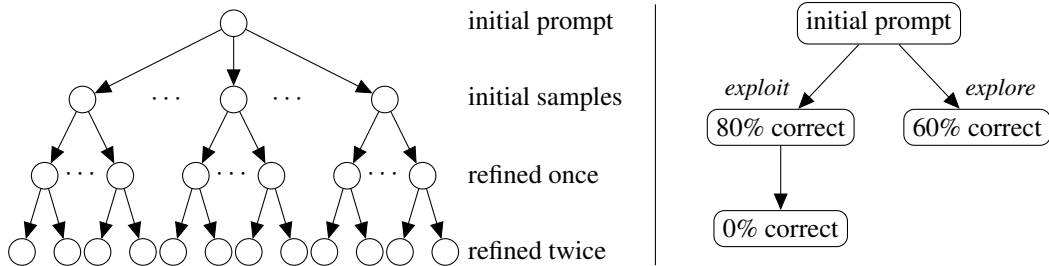 initial prompt
· · ·
· · ·
initial samples
· · ·
· · ·
· · ·
refined once
refined twice
initial prompt
exploit
explore
80% correct
60% correct
0% correct